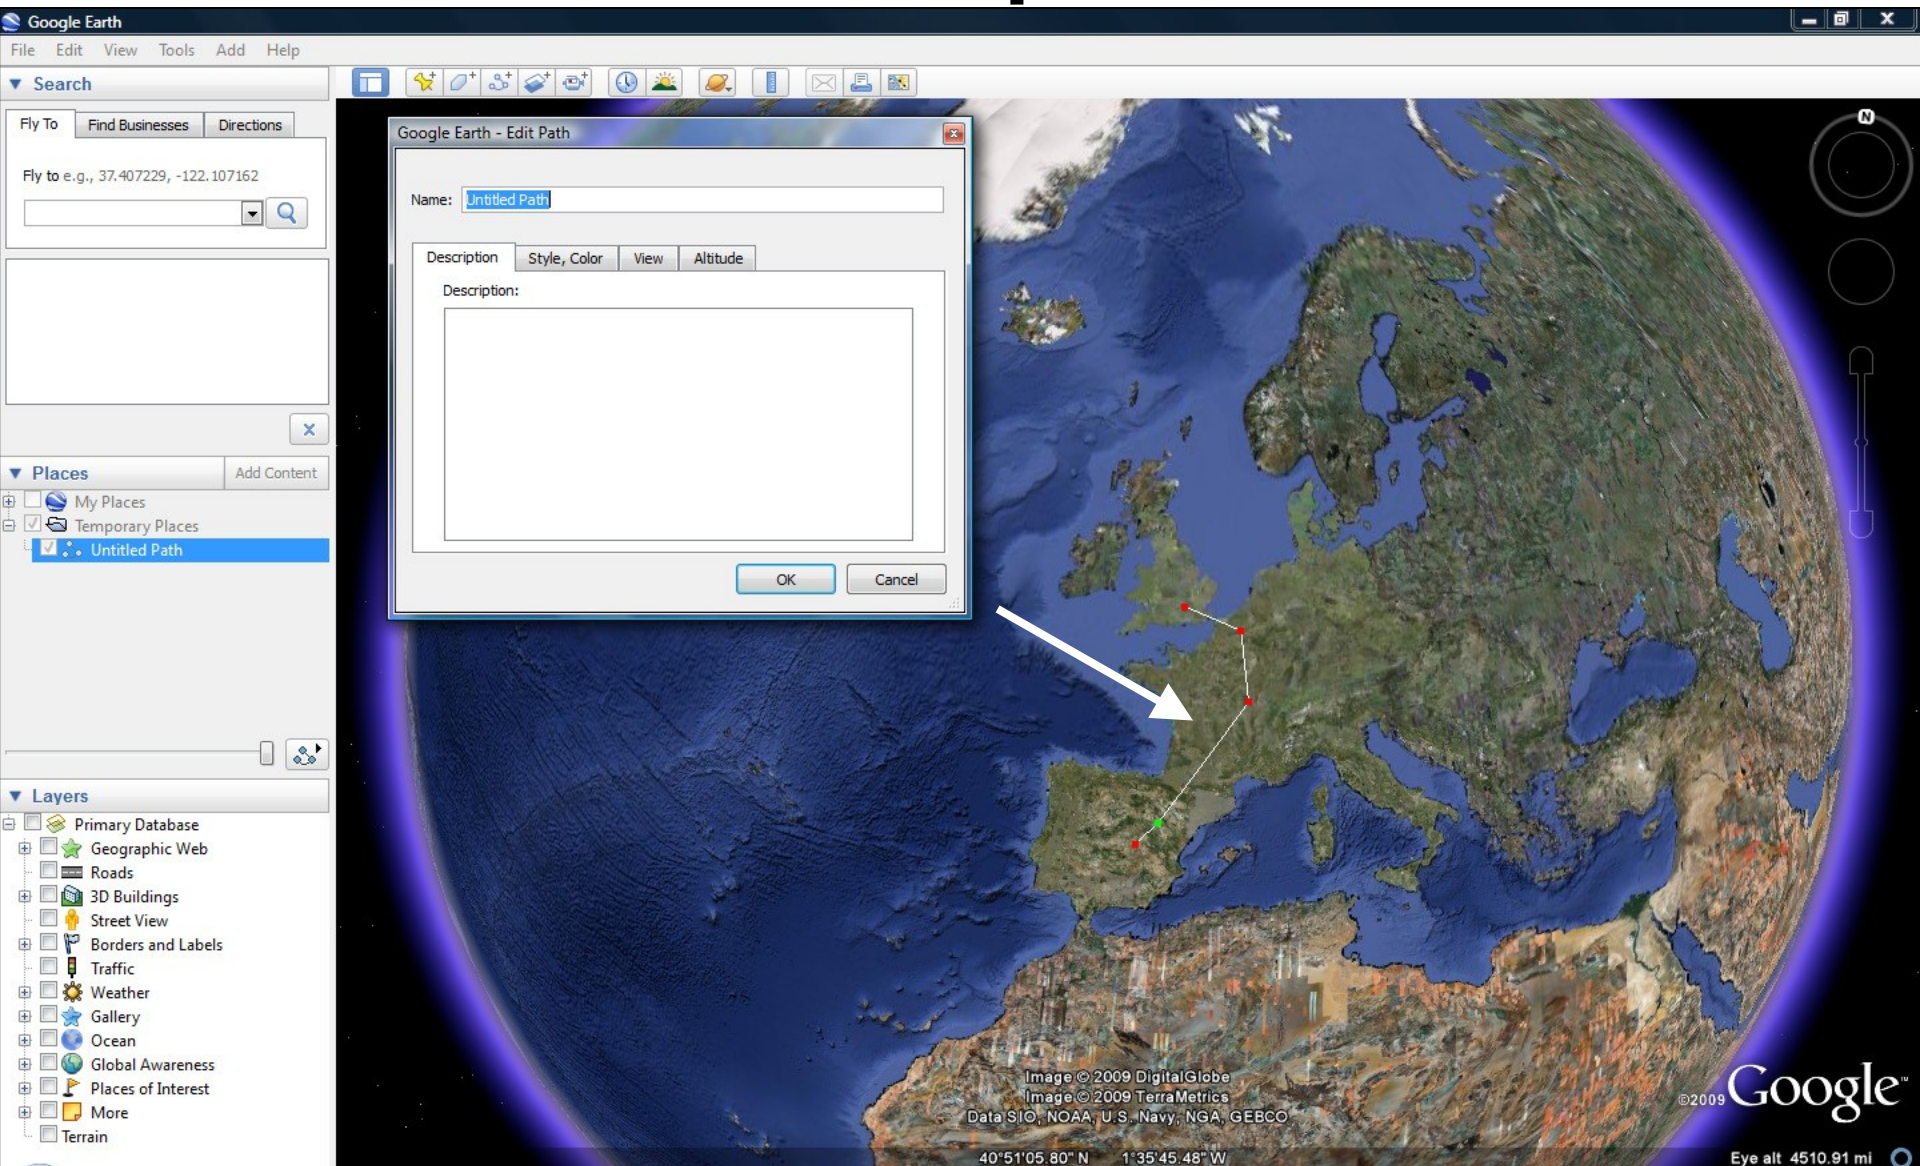 Google Earth
File Edit View Tools Add Help
Search
Fly To Find Businesses Directions
Fly to e.g., 37.407229, -122.107162
Places Add Content
My Places
Temporary Places
Untitled Path
Layers
Primary Database
Geographic Web
Roads
3D Buildings
Street View
Borders and Labels
Traffic
Weather
Gallery
Ocean
Global Awareness
Places of Interest
More
Terrain
Google Earth - Edit Path
Name: Untitled Path
Description Style, Color View Altitude
Description:
OK Cancel
N
Image © 2009 DigitalGlobe
Image © 2009 TerraMetrics
Data SIO, NOAA, U.S. Navy, NGA, GEBCO
©2009 Google™
40°51'05.80" N 1°35'45.48" W
Eye alt 4510.91 mi